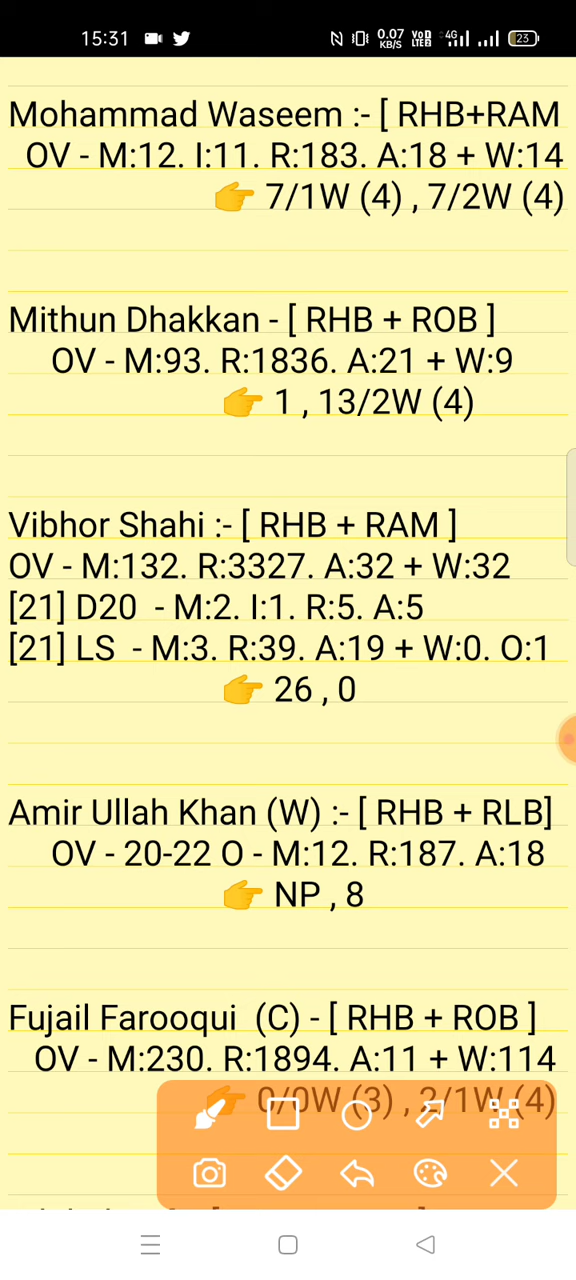 15:31 0.07 KB/S VoD LTE2 4G 23
Mohammad Waseem :- [ RHB+RAM
OV - M:12. I:11. R:183. A:18 + W:14
👉 7/1W (4) , 7/2W (4)
Mithun Dhakkan - [ RHB + ROB ]
OV - M:93. R:1836. A:21 + W:9
👉 1 , 13/2W (4)
Vibhor Shahi :- [ RHB + RAM ]
OV - M:132. R:3327. A:32 + W:32
[21] D20 - M:2. I:1. R:5. A:5
[21] LS - M:3. R:39. A:19 + W:0. O:1
👉 26 , 0
Amir Ullah Khan (W) :- [ RHB + RLB]
OV - 20-22 O - M:12. R:187. A:18
👉 NP , 8
Fujail Farooqui (C) - [ RHB + ROB ]
OV - M:230. R:1894. A:11 + W:114
👉 0/0W (3) , 2/1W (4)